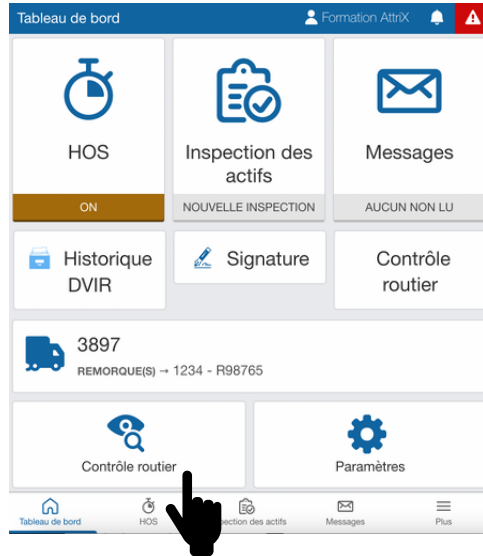 Tableau de bord
Formation AttriX
HOS
Inspection des
actifs
Messages
ON
NOUVELLE INSPECTION
AUCUN NON LU
Historique
DVIR
Signature
Contrôle
routier
3897
REMORQUE(S) → 1234 - R98765
Contrôle routier
Paramètres
Tableau de bord
HOS
ection des actifs
Messages
Plus